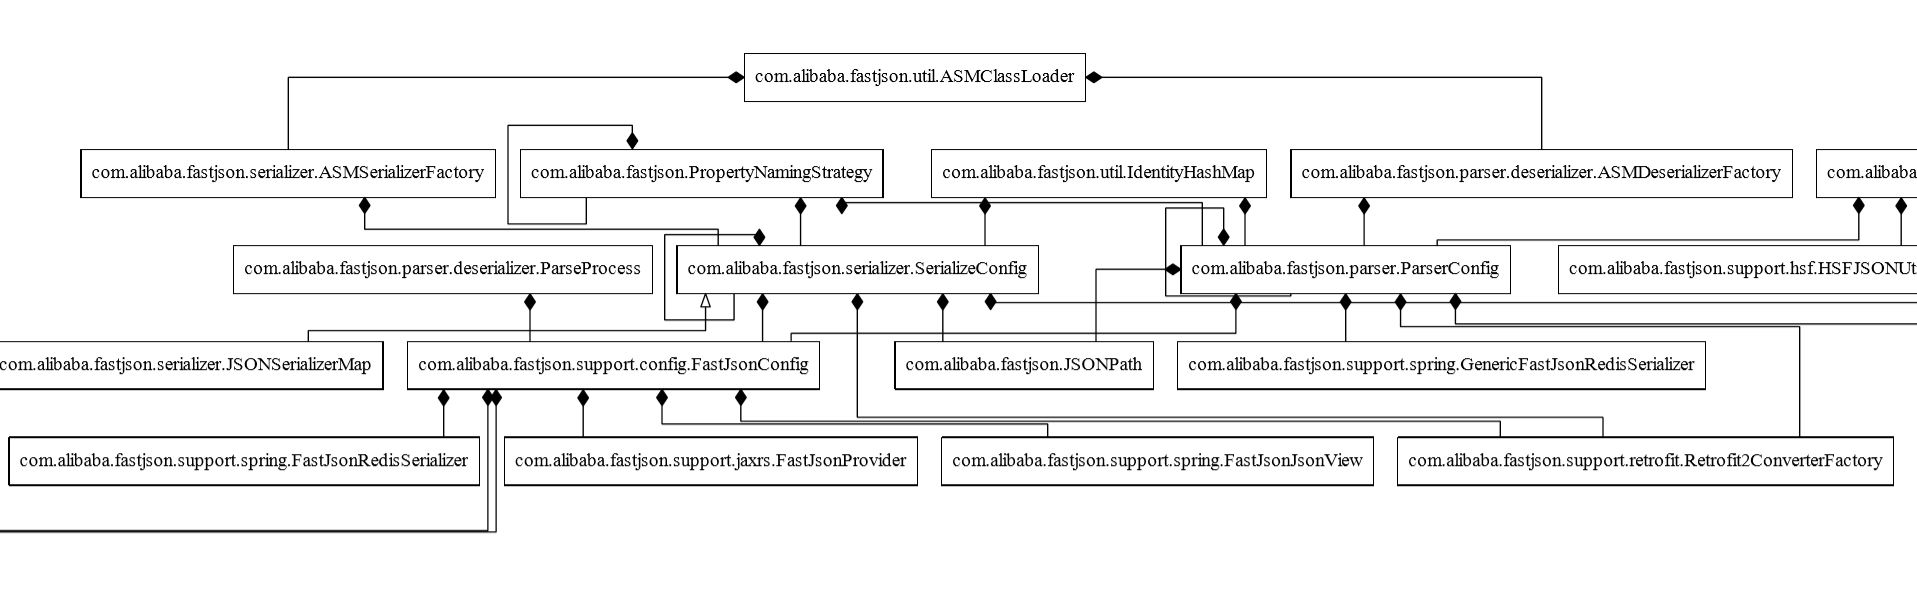 com.alibaba.fastjson.util.ASMClassLoader
com.alibaba.fastjson.serializer.ASMSerializerFactory
com.alibaba.fastjson.PropertyNamingStrategy
com.alibaba.fastjson.util.IdentityHashMap
com.alibaba.fastjson.parser.deserializer.ASMDeserializerFactory
com.alibaba
com.alibaba.fastjson.parser.deserializer.ParseProcess
com.alibaba.fastjson.serializer.SerializeConfig
com.alibaba.fastjson.parser.ParserConfig
com.alibaba.fastjson.support.hsf.HSFJSONUt
com.alibaba.fastjson.serializer.JSONSerializerMap
com.alibaba.fastjson.support.config.FastJsonConfig
com.alibaba.fastjson.JSONPath
com.alibaba.fastjson.support.spring.GenericFastJsonRedisSerializer
com.alibaba.fastjson.support.spring.FastJsonRedisSerializer
com.alibaba.fastjson.support.jaxrs.FastJsonProvider
com.alibaba.fastjson.support.spring.FastJsonJsonView
com.alibaba.fastjson.support.retrofit.Retrofit2ConverterFactory